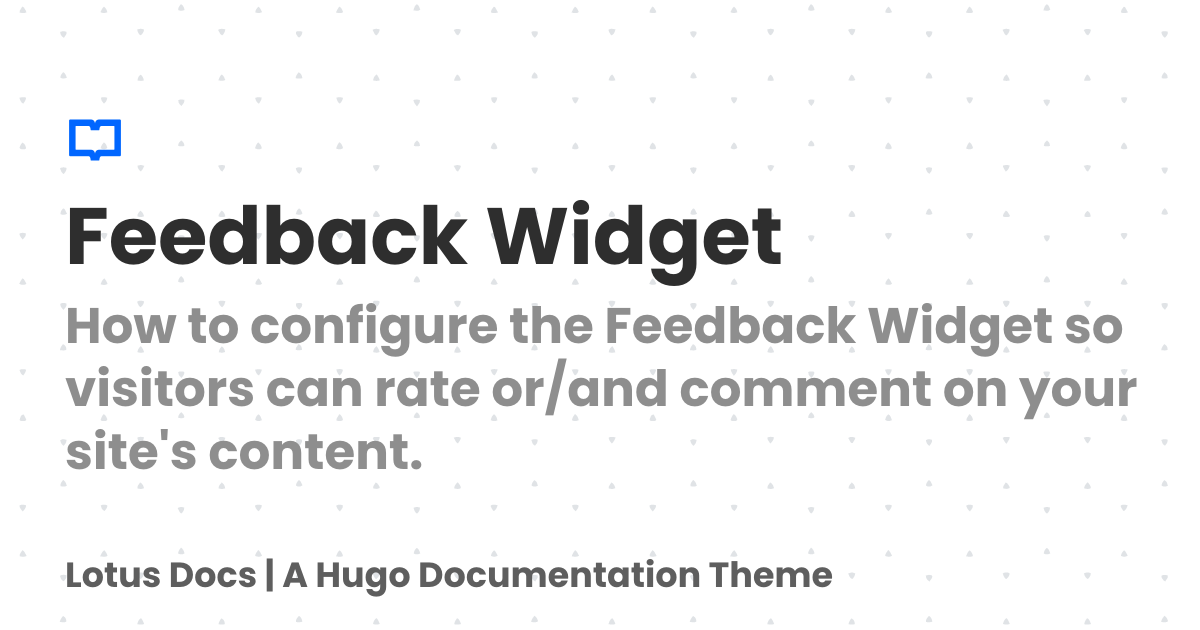 Feedback Widget
How to configure the Feedback Widget so
visitors can rate or/and comment on your
site's content.
Lotus Docs | A Hugo Documentation Theme